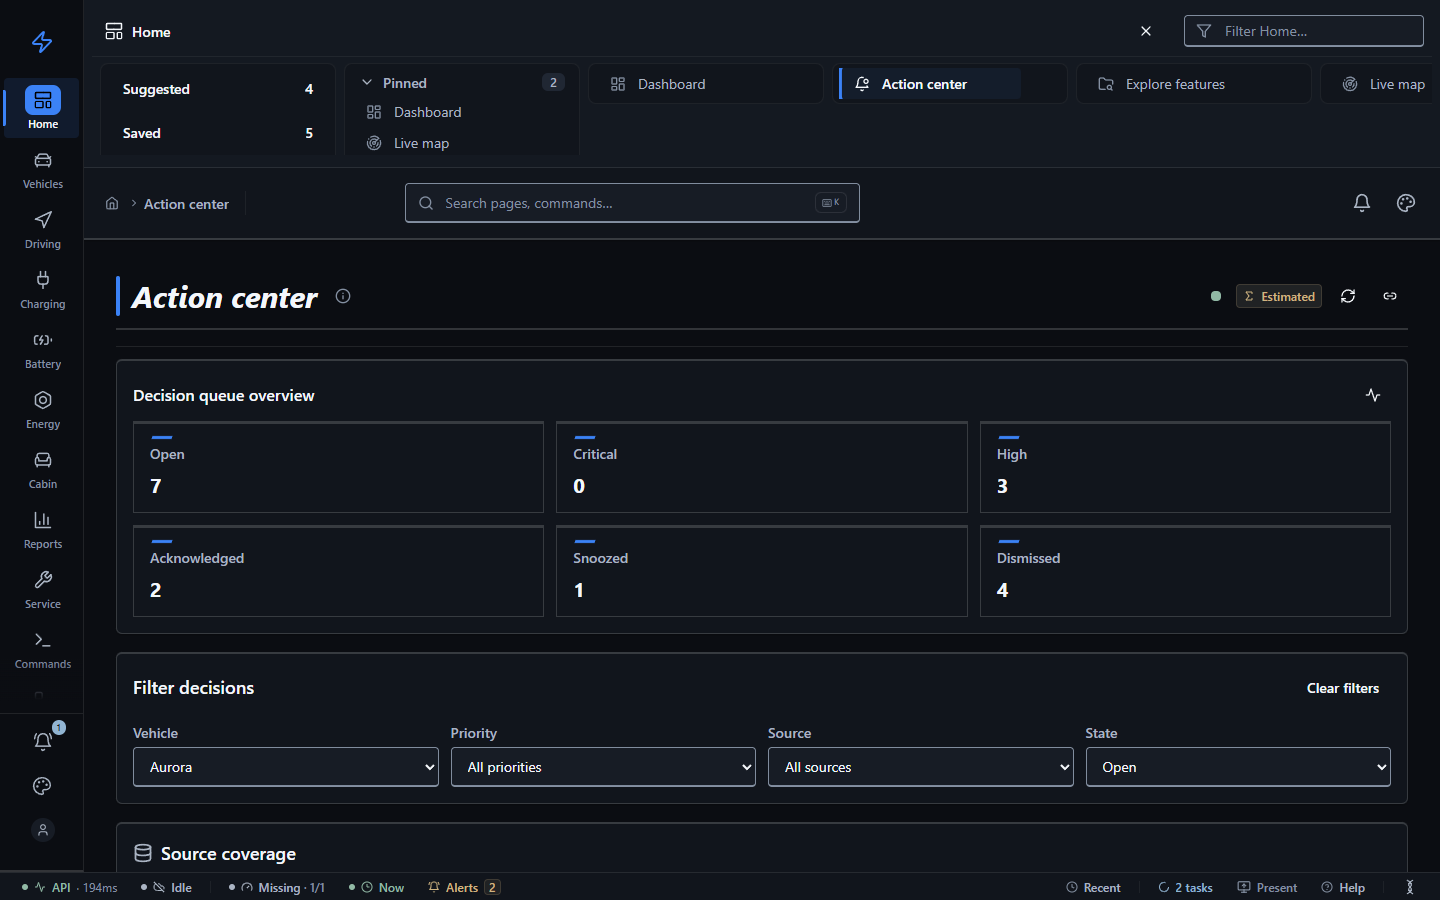 Home
Filter Home...
Suggested 4
Saved 5
Pinned 2
Dashboard
Live map
Dashboard
Action center
Explore features
Live map
Home
Vehicles
Driving
Charging
Battery
Energy
Cabin
Reports
Service
Commands
1
Action center
Search pages, commands...
K
Action center
Estimated
Decision queue overview
Open
7
Critical
0
High
3
Acknowledged
2
Snoozed
1
Dismissed
4
Filter decisions
Clear filters
Vehicle
Aurora
Priority
All priorities
Source
All sources
State
Open
Source coverage
API · 194ms
Idle
Missing · 1/1
Now
Alerts 2
Recent
2 tasks
Present
Help